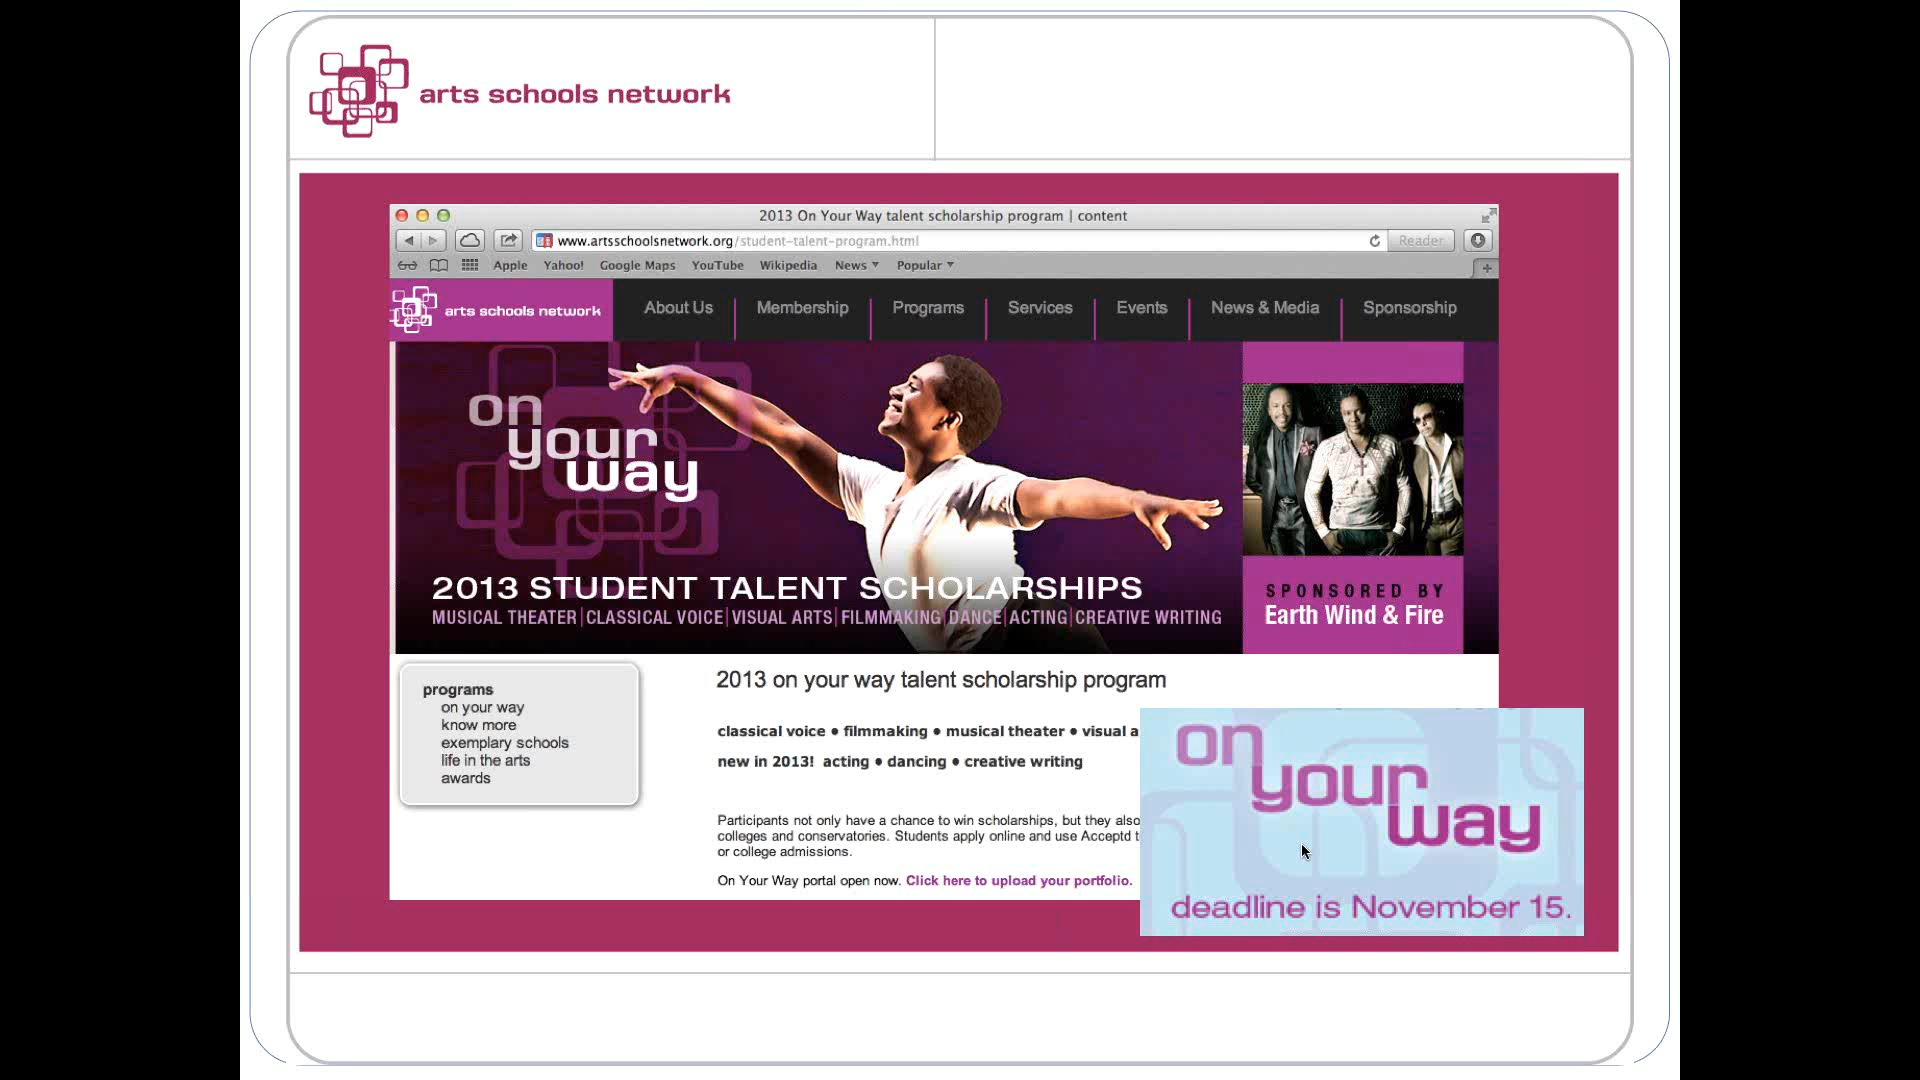 arts schools network
2013 On Your Way talent scholarship program | content
www.artsschoolsnetwork.org/student-talent-program.html
Reader
Apple Yahoo! Google Maps YouTube Wikipedia News Popular
arts schools network
About Us Membership Programs Services Events News & Media Sponsorship
on
your
way
2013 STUDENT TALENT SCHOLARSHIPS
MUSICAL THEATER|CLASSICAL VOICE|VISUAL ARTS|FILMMAKING|DANCE|ACTING|CREATIVE WRITING
SPONSORED BY
Earth Wind & Fire
programs
on your way
know more
exemplary schools
life in the arts
awards
2013 on your way talent scholarship program
classical voice • filmmaking • musical theater • visual a
new in 2013! acting • dancing • creative writing
Participants not only have a chance to win scholarships, but they also
colleges and conservatories. Students apply online and use Acceptd t
or college admissions.
On Your Way portal open now. Click here to upload your portfolio.
on
your
way
deadline is November 15.